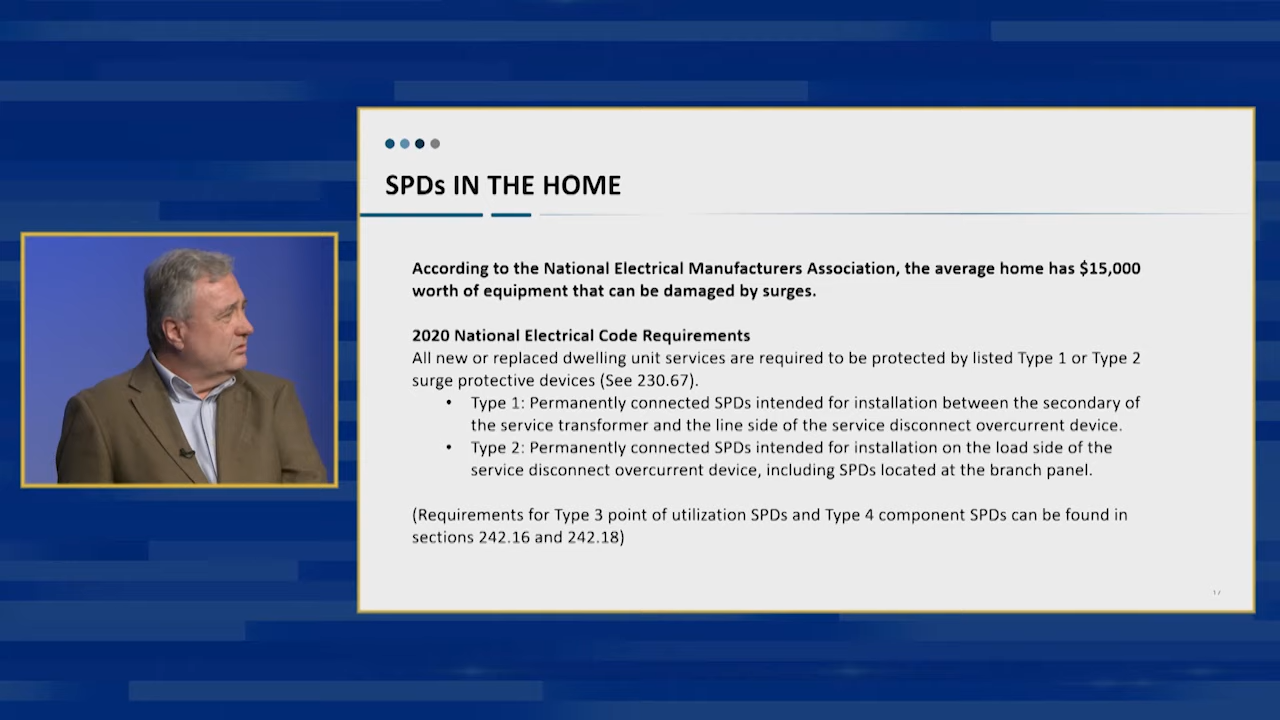 SPDs IN THE HOME
According to the National Electrical Manufacturers Association, the average home has $15,000
worth of equipment that can be damaged by surges.
2020 National Electrical Code Requirements
All new or replaced dwelling unit services are required to be protected by listed Type 1 or Type 2
surge protective devices (See 230.67).
• Type 1: Permanently connected SPDs intended for installation between the secondary of
the service transformer and the line side of the service disconnect overcurrent device.
• Type 2: Permanently connected SPDs intended for installation on the load side of the
service disconnect overcurrent device, including SPDs located at the branch panel.
(Requirements for Type 3 point of utilization SPDs and Type 4 component SPDs can be found in
sections 242.16 and 242.18)